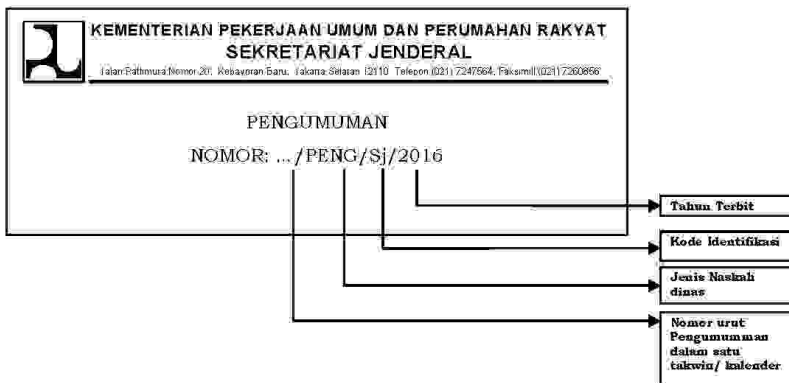 KEMENTERIAN PEKERJAAN UMUM DAN PERUMAHAN RAKYAT
SEKRETARIAT JENDERAL
Jalan Pattimura Nomor 20, Kebayoran Baru, Jakarta Selatan 12110 Telepon (021) 7247564, Faksimili (021) 7260856
PENGUMUMAN
NOMOR: ... /PENG/Sj/2016
Tahun Terbit
Kode Identifikasi
Jenis Naskah
dinas
Nomor urut
Pengumumman
dalam satu
takwin/ kalender